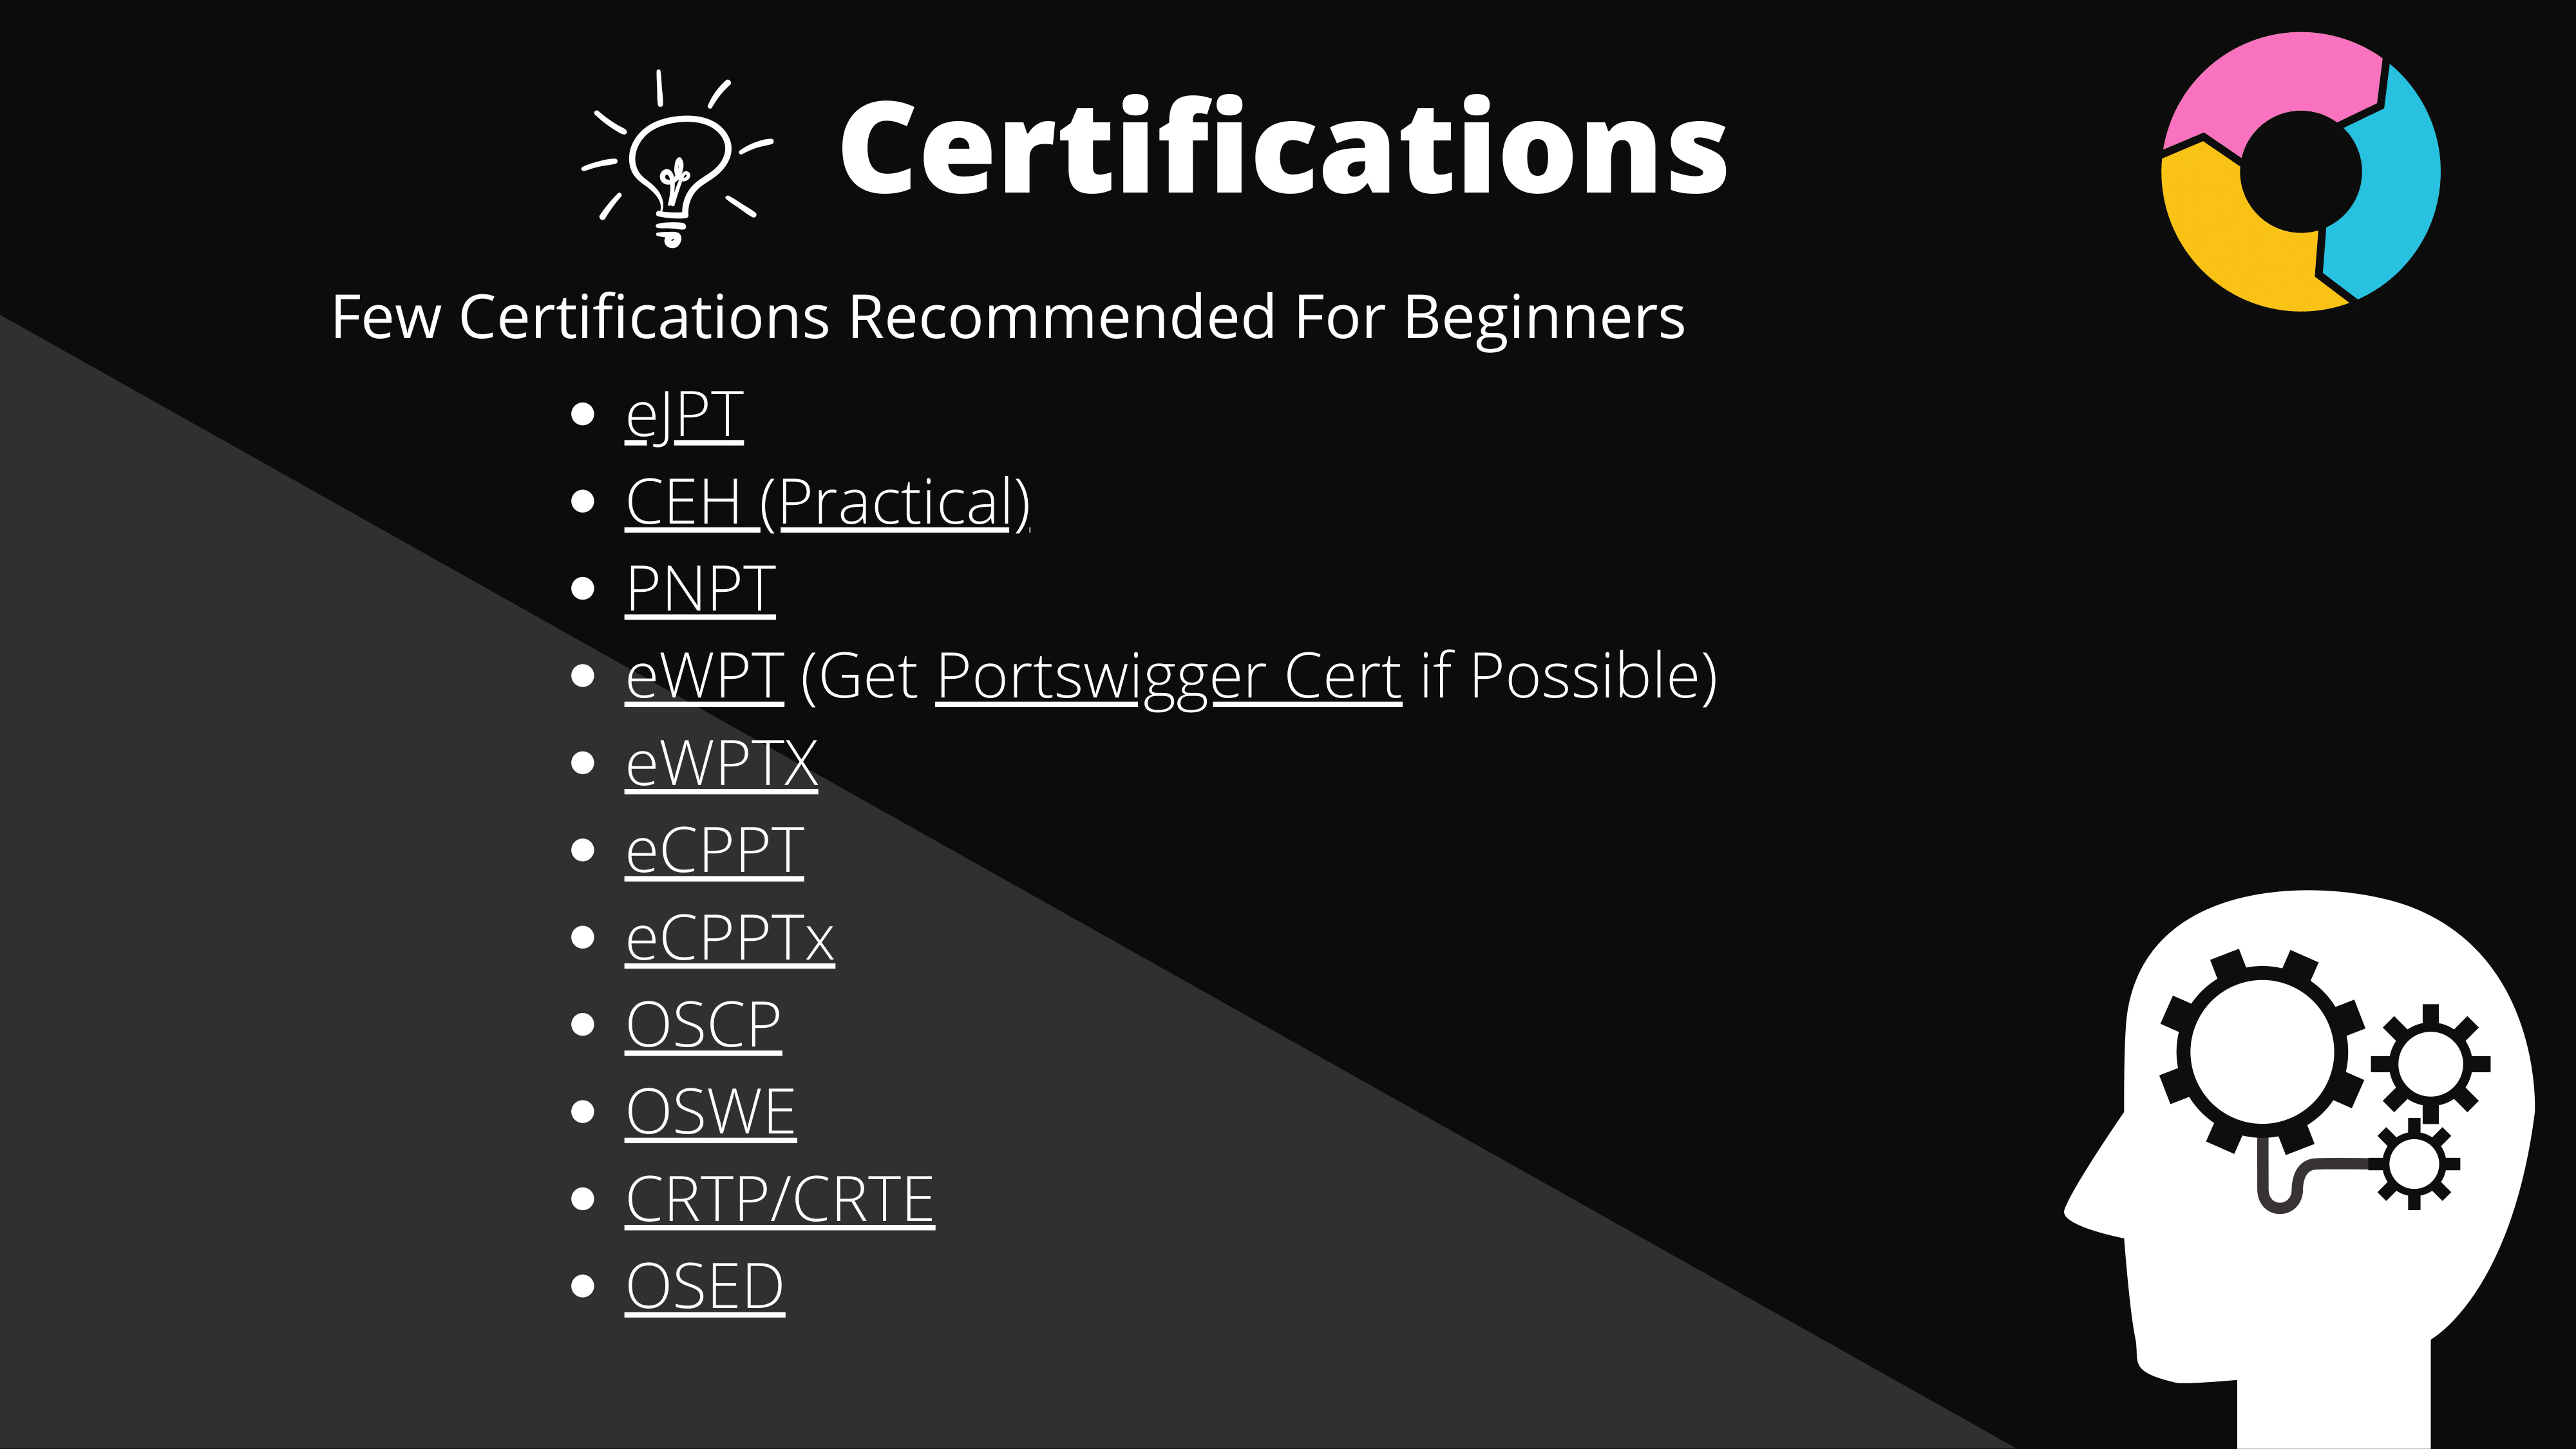 Certifications
Few Certifications Recommended For Beginners
• eJPT
• CEH (Practical)
• PNPT
• eWPT (Get Portswigger Cert if Possible)
• eWPTX
• eCPPT
• eCPPTx
• OSCP
• OSWE
• CRTP/CRTE
• OSED